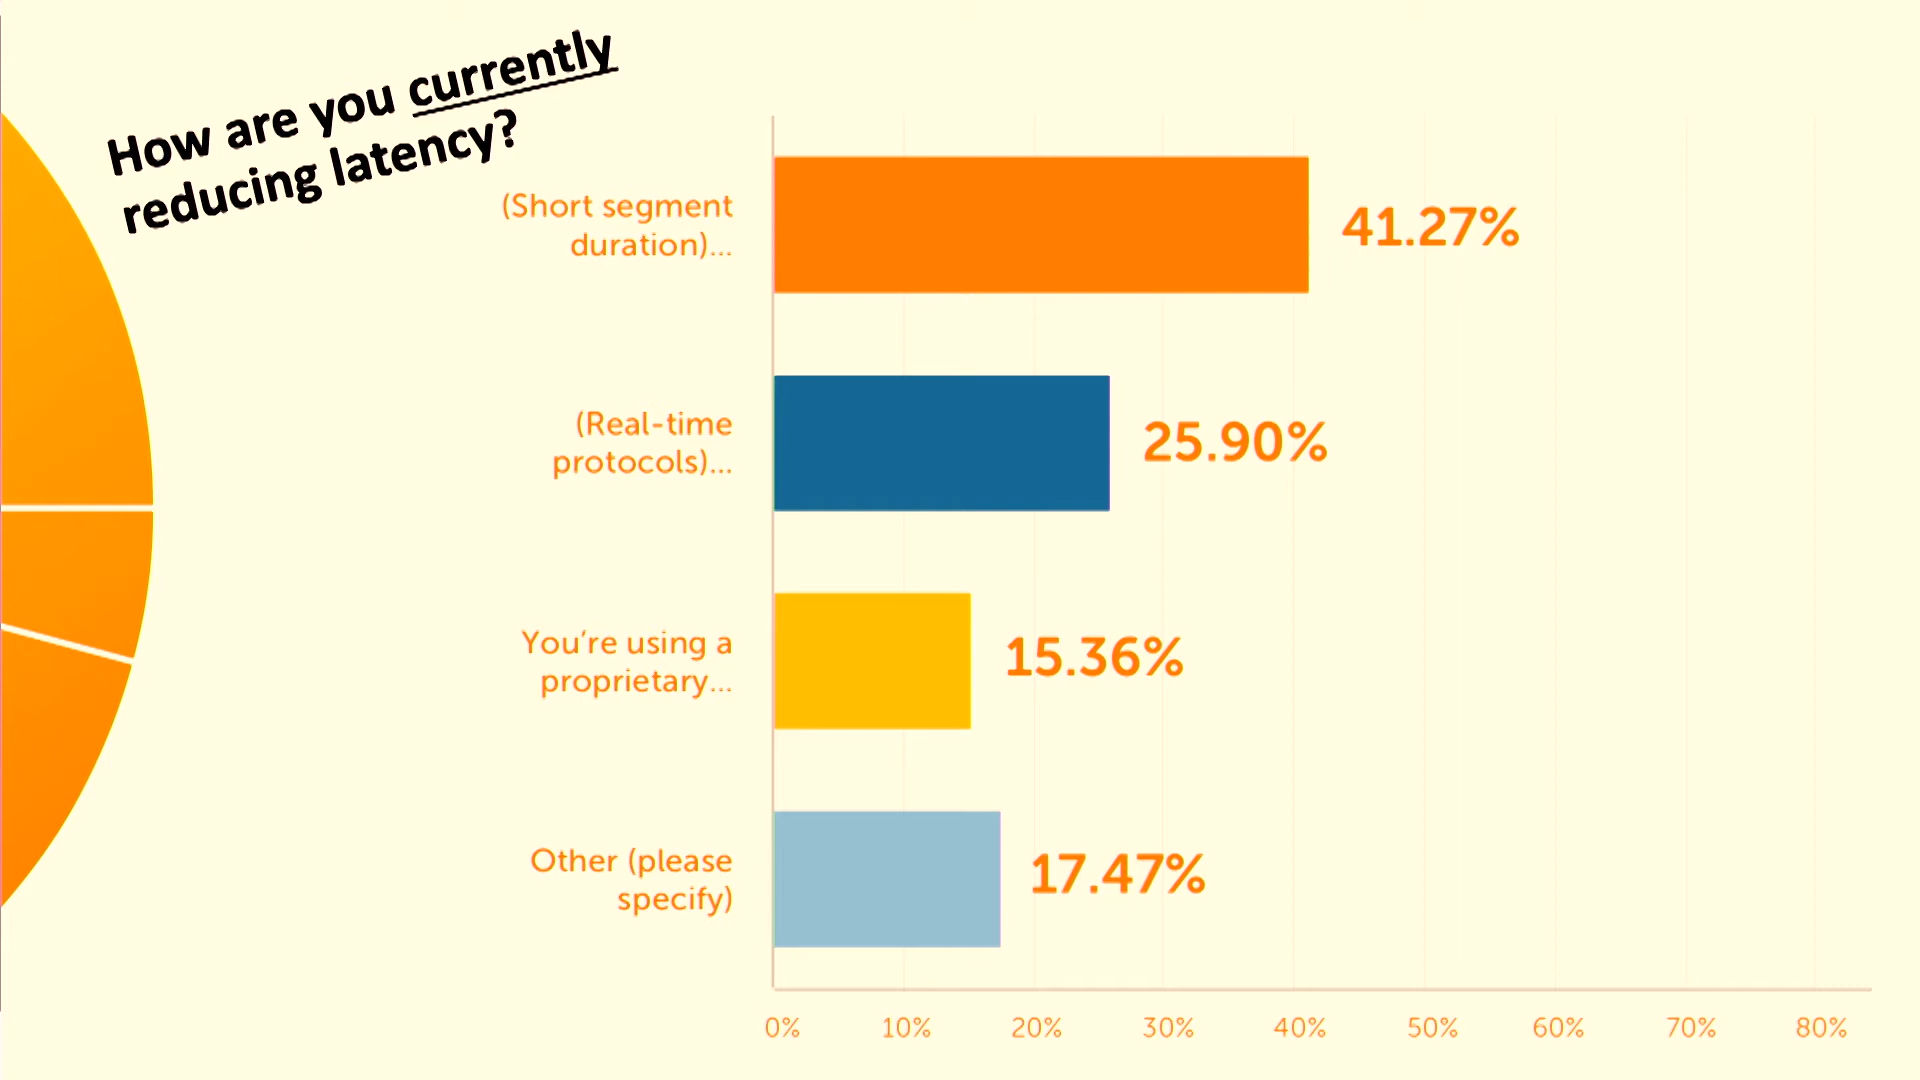 How are you currently
reducing latency?
(Short segment
duration)...
41.27%
(Real-time
protocols)...
25.90%
You're using a
proprietary...
15.36%
Other (please
specify)
17.47%
0% 10% 20% 30% 40% 50% 60% 70% 80%